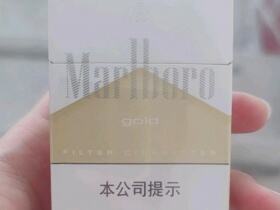 Marlboro
gold
FILTER CIGARETTES
本公司提示